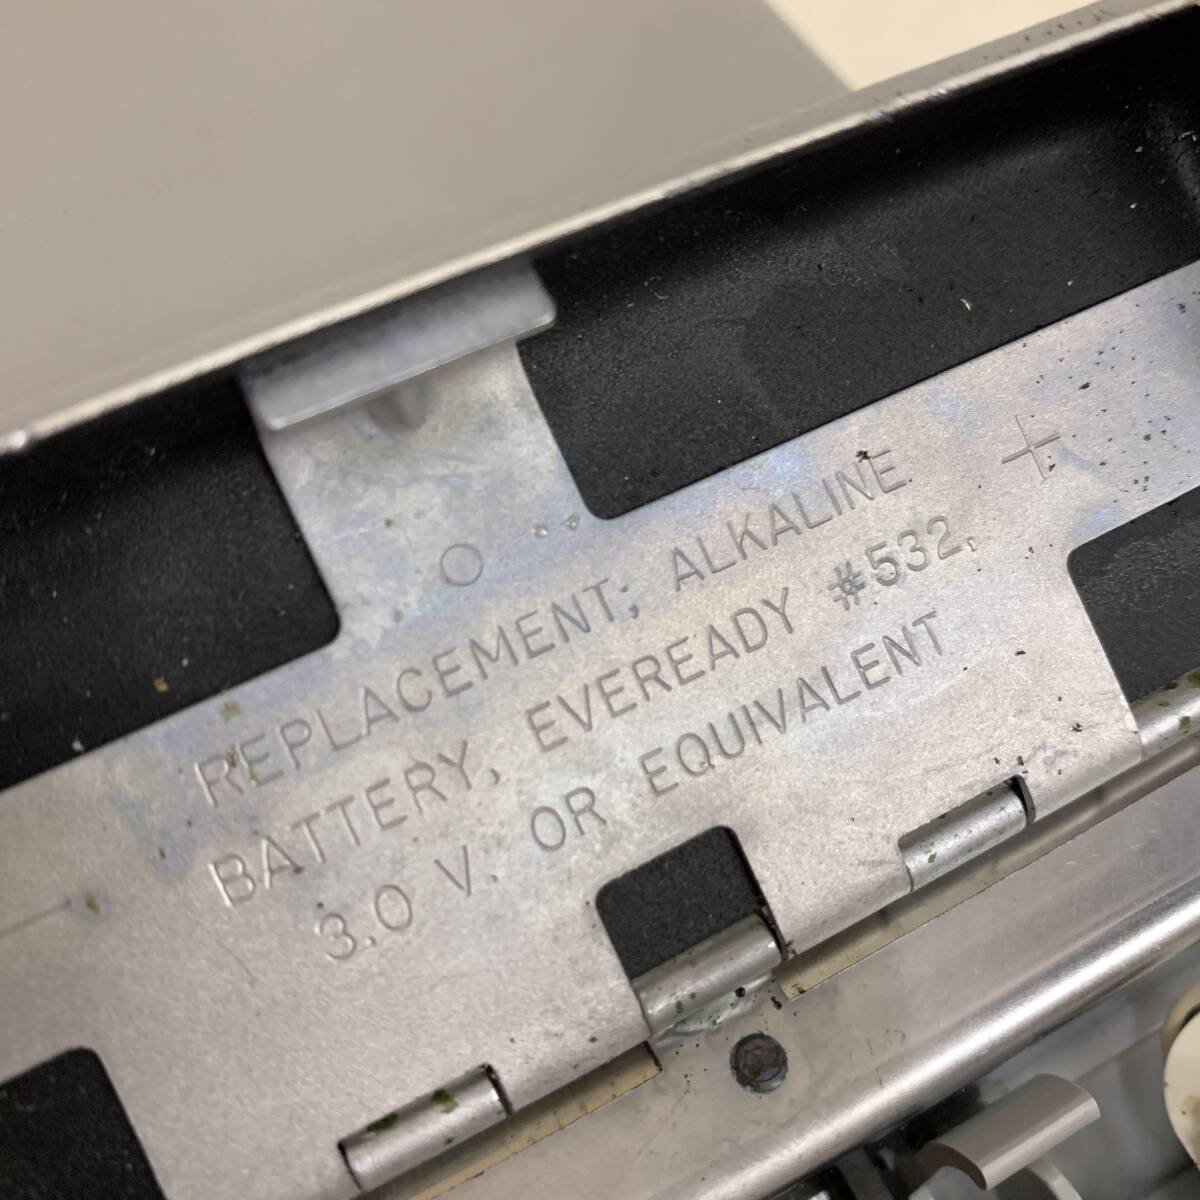 REPLACEMENT; ALKALINE
BATTERY, EVEREADY #532,
3.0 V. OR EQUIVALENT
+